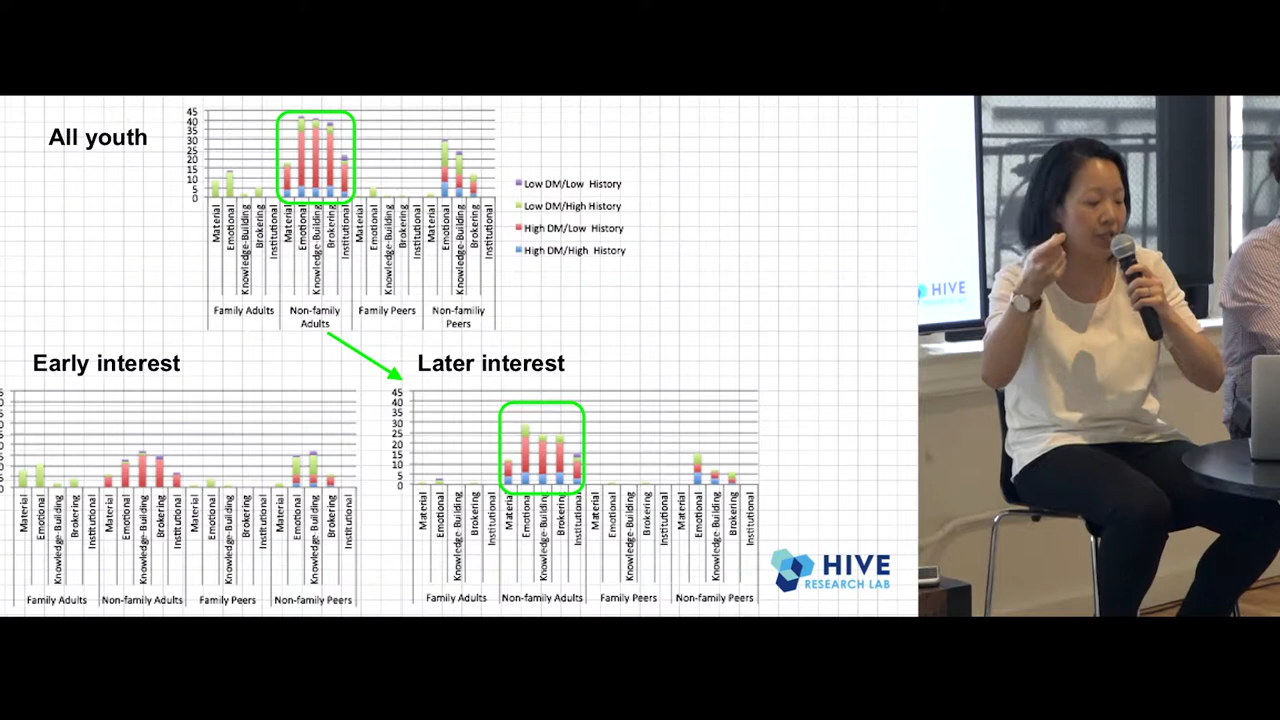 All youth
45
40
35
30
25
20
15
10
5
0
Material
Emotional
Knowledge-Building
Brokering
Institutional
Material
Emotional
Knowledge-Building
Brokering
Institutional
Material
Emotional
Knowledge-Building
Brokering
Institutional
Material
Emotional
Knowledge-Building
Brokering
Institutional
Family Adults
Non-family
Adults
Family Peers
Non-familiy
Peers
Low DM/Low History
Low DM/High History
High DM/Low History
High DM/High History
Early interest
Material
Emotional
Knowledge-Building
Brokering
Institutional
Material
Emotional
Knowledge-Building
Brokering
Institutional
Material
Emotional
Knowledge-Building
Brokering
Institutional
Material
Emotional
Knowledge-Building
Brokering
Institutional
Family Adults
Non-family Adults
Family Peers
Non-family Peers
Later interest
45
40
35
30
25
20
15
10
5
0
Material
Emotional
Knowledge-Building
Brokering
Institutional
Material
Emotional
Knowledge-Building
Brokering
Institutional
Material
Emotional
Knowledge-Building
Brokering
Institutional
Material
Emotional
Knowledge-Building
Brokering
Institutional
Family Adults
Non-family Adults
Family Peers
Non-family Peers
HIVE
RESEARCH LAB
HIVE